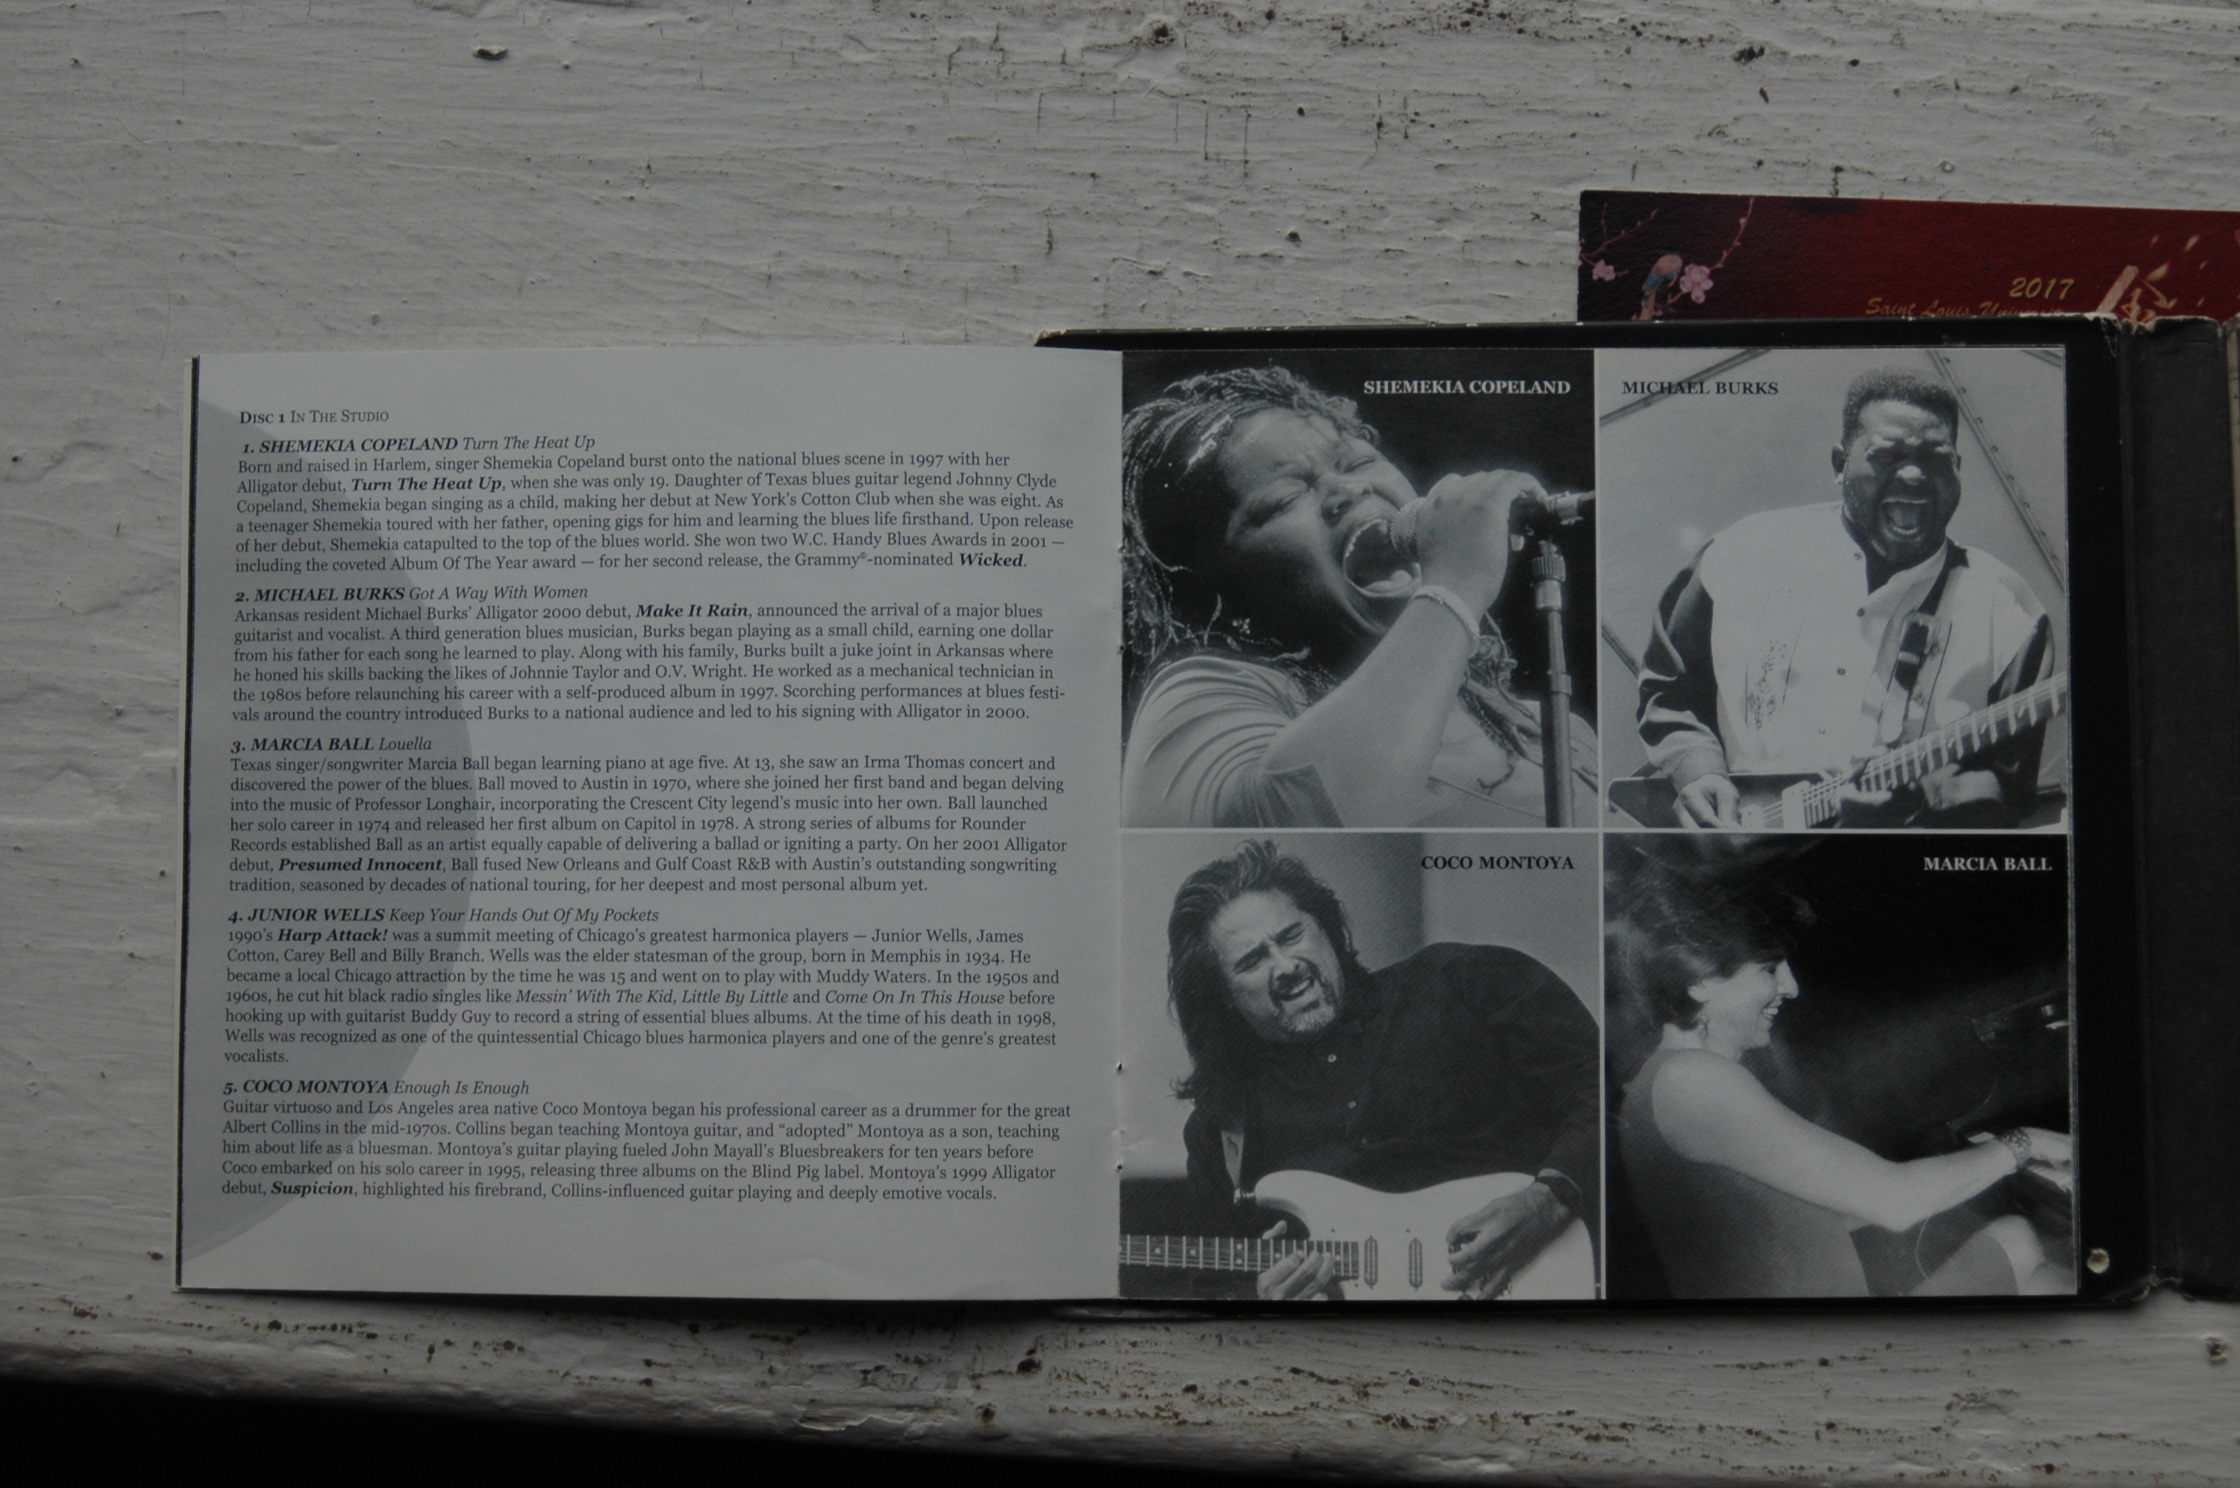 2017
Saint Louis
DISC 1 IN THE STUDIO
1. SHEMEKIA COPELAND Turn The Heat Up
Born and raised in Harlem, singer Shemekia Copeland burst onto the national blues scene in 1997 with her
Alligator debut, Turn The Heat Up, when she was only 19. Daughter of Texas blues guitar legend Johnny Clyde
Copeland, Shemekia began singing as a child, making her debut at New York's Cotton Club when she was eight. As
a teenager Shemekia toured with her father, opening gigs for him and learning the blues life firsthand. Upon release
of her debut, Shemekia catapulted to the top of the blues world. She won two W.C. Handy Blues Awards in 2001 —
including the coveted Album Of The Year award — for her second release, the Grammy®-nominated Wicked.
2. MICHAEL BURKS Got A Way With Women
Arkansas resident Michael Burks' Alligator 2000 debut, Make It Rain, announced the arrival of a major blues
guitarist and vocalist. A third generation blues musician, Burks began playing as a small child, earning one dollar
from his father for each song he learned to play. Along with his family, Burks built a juke joint in Arkansas where
he honed his skills backing the likes of Johnnie Taylor and O.V. Wright. He worked as a mechanical technician in
the 1980s before relaunching his career with a self-produced album in 1997. Scorching performances at blues festi-
vals around the country introduced Burks to a national audience and led to his signing with Alligator in 2000.
3. MARCIA BALL Louella
Texas singer/songwriter Marcia Ball began learning piano at age five. At 13, she saw an Irma Thomas concert and
discovered the power of the blues. Ball moved to Austin in 1970, where she joined her first band and began delving
into the music of Professor Longhair, incorporating the Crescent City legend's music into her own. Ball launched
her solo career in 1974 and released her first album on Capitol in 1978. A strong series of albums for Rounder
Records established Ball as an artist equally capable of delivering a ballad or igniting a party. On her 2001 Alligator
debut, Presumed Innocent, Ball fused New Orleans and Gulf Coast R&B with Austin's outstanding songwriting
tradition, seasoned by decades of national touring, for her deepest and most personal album yet.
4. JUNIOR WELLS Keep Your Hands Out Of My Pockets
1990's Harp Attack! was a summit meeting of Chicago's greatest harmonica players — Junior Wells, James
Cotton, Carey Bell and Billy Branch. Wells was the elder statesman of the group, born in Memphis in 1934. He
became a local Chicago attraction by the time he was 15 and went on to play with Muddy Waters. In the 1950s and
1960s, he cut hit black radio singles like Messin' With The Kid, Little By Little and Come On In This House before
hooking up with guitarist Buddy Guy to record a string of essential blues albums. At the time of his death in 1998,
Wells was recognized as one of the quintessential Chicago blues harmonica players and one of the genre's greatest
vocalists.
5. COCO MONTOYA Enough Is Enough
Guitar virtuoso and Los Angeles area native Coco Montoya began his professional career as a drummer for the great
Albert Collins in the mid-1970s. Collins began teaching Montoya guitar, and "adopted" Montoya as a son, teaching
him about life as a bluesman. Montoya's guitar playing fueled John Mayall's Bluesbreakers for ten years before
Coco embarked on his solo career in 1995, releasing three albums on the Blind Pig label. Montoya's 1999 Alligator
debut, Suspicion, highlighted his firebrand, Collins-influenced guitar playing and deeply emotive vocals.
SHEMEKIA COPELAND
MICHAEL BURKS
COCO MONTOYA
MARCIA BALL